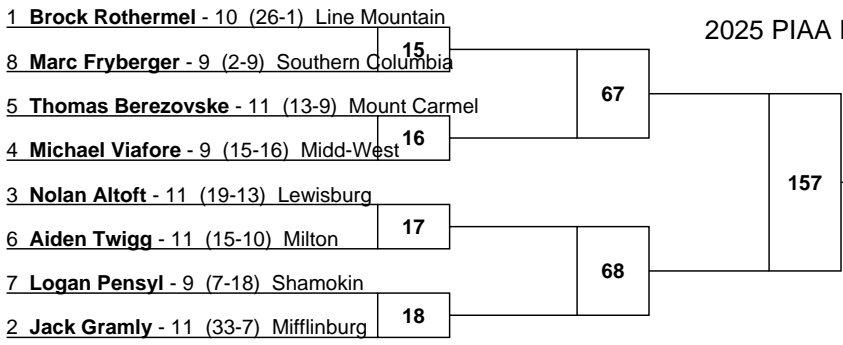 1 Brock Rothermel - 10 (26-1) Line Mountain
2025 PIAA
15
8 Marc Fryberger - 9 (2-9) Southern Columbia
67
5 Thomas Berezovske - 11 (13-9) Mount Carmel
16
4 Michael Viafore - 9 (15-16) Midd-West
157
3 Nolan Altoft - 11 (19-13) Lewisburg
17
6 Aiden Twigg - 11 (15-10) Milton
68
7 Logan Pensyl - 9 (7-18) Shamokin
18
2 Jack Gramly - 11 (33-7) Mifflinburg